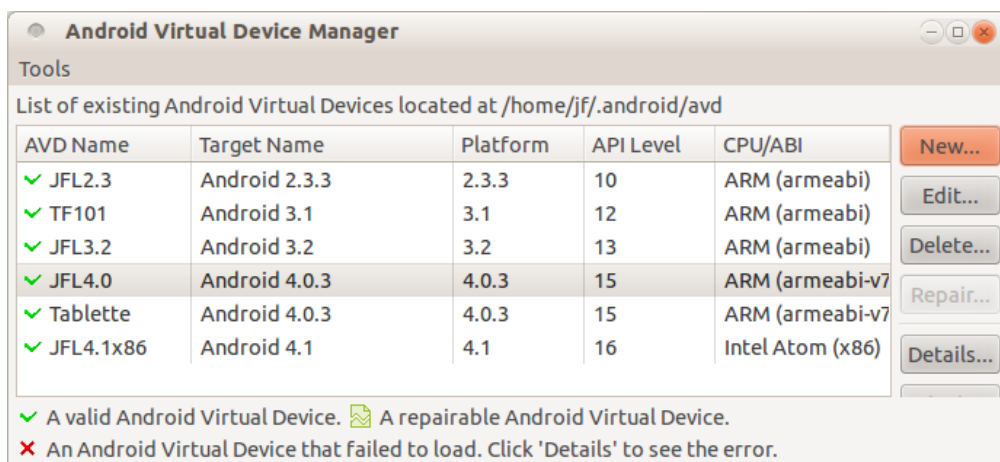 Android Virtual Device Manager
Tools
List of existing Android Virtual Devices located at /home/jf/.android/avd
AVD Name Target Name Platform API Level CPU/ABI
JFL2.3 Android 2.3.3 2.3.3 10 ARM (armeabi)
TF101 Android 3.1 3.1 12 ARM (armeabi)
JFL3.2 Android 3.2 3.2 13 ARM (armeabi)
JFL4.0 Android 4.0.3 4.0.3 15 ARM (armeabi-v7
Tablette Android 4.0.3 4.0.3 15 ARM (armeabi-v7
JFL4.1x86 Android 4.1 4.1 16 Intel Atom (x86)
New...
Edit...
Delete...
Repair...
Details...
A valid Android Virtual Device. A repairable Android Virtual Device.
An Android Virtual Device that failed to load. Click 'Details' to see the error.